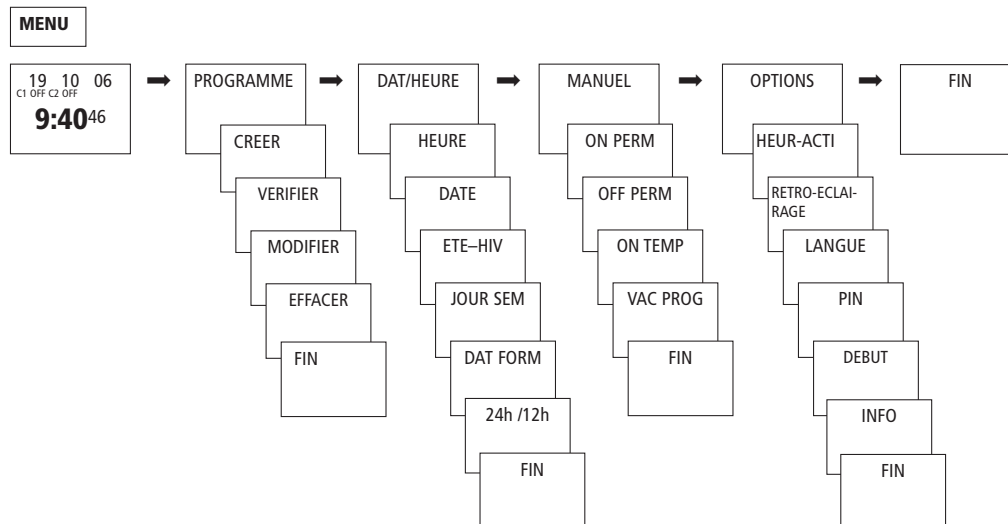 MENU
19 10 06
C1 OFF C2 OFF
9:40 46
PROGRAMME
CREER
VERIFIER
MODIFIER
EFFACER
FIN
DAT/HEURE
HEURE
DATE
ETE–HIV
JOUR SEM
DAT FORM
24h /12h
FIN
MANUEL
ON PERM
OFF PERM
ON TEMP
VAC PROG
FIN
OPTIONS
HEUR-ACTI
RETRO-ECLAI-
RAGE
LANGUE
PIN
DEBUT
INFO
FIN
FIN